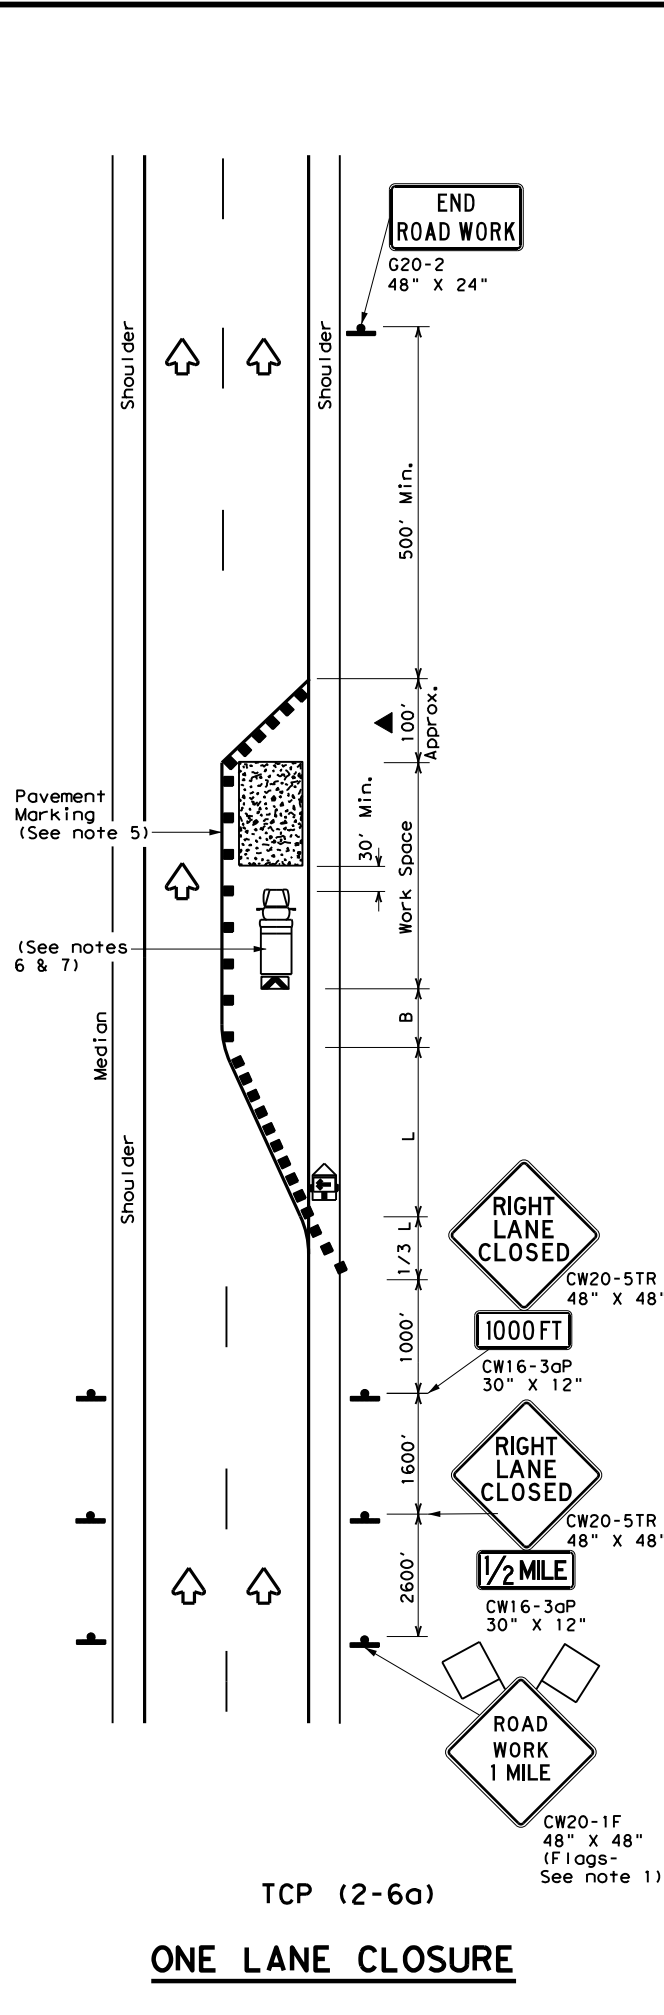 END
ROAD WORK
G20-2
48" X 24"
Shoulder
Shoulder
500' Min.
100'
Approx.
Pavement
Marking
(See note 5)
30' Min.
Work Space
(See notes
6 & 7)
B
Median
L
Shoulder
RIGHT
LANE
CLOSED
1/3 L
CW20-5TR
48" X 48"
1000 FT
1000'
CW16-3aP
30" X 12"
RIGHT
LANE
CLOSED
1600'
CW20-5TR
48" X 48"
1/2 MILE
2600'
CW16-3aP
30" X 12"
ROAD
WORK
1 MILE
CW20-1F
48" X 48"
(Flags-
See note 1)
TCP (2-6a)
ONE LANE CLOSURE